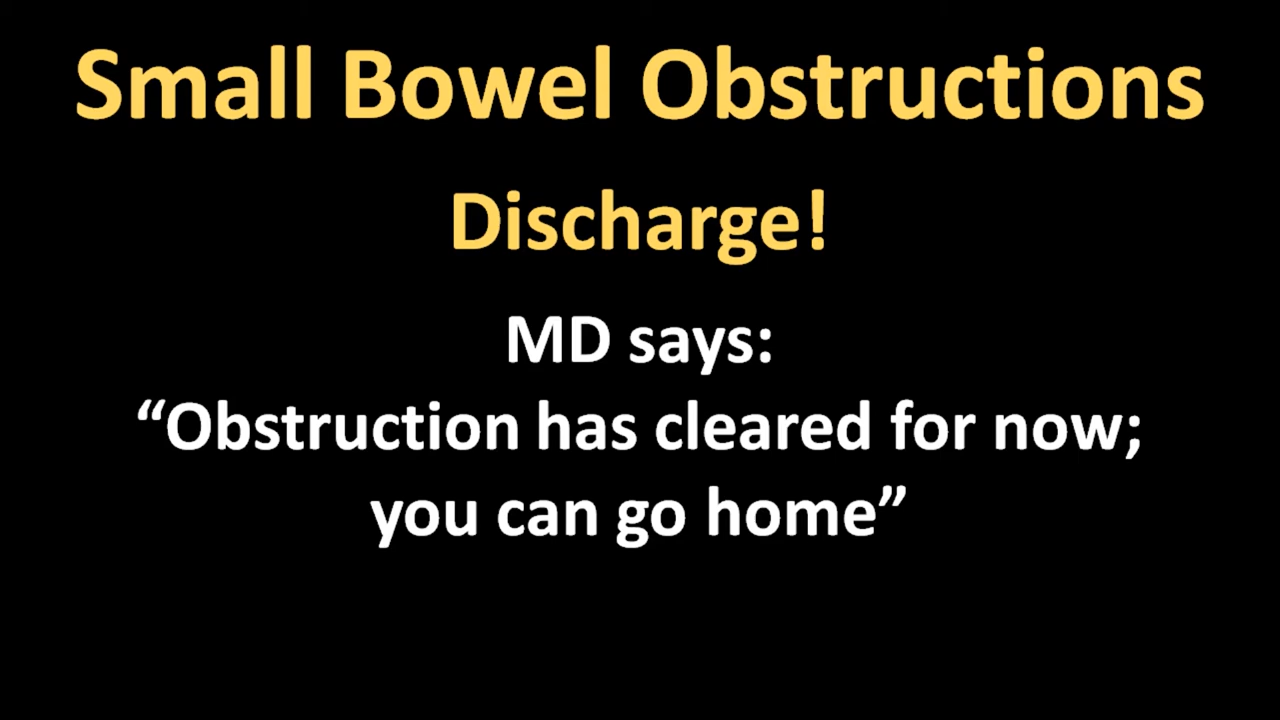 Small Bowel Obstructions
Discharge!
MD says:
“Obstruction has cleared for now;
you can go home”